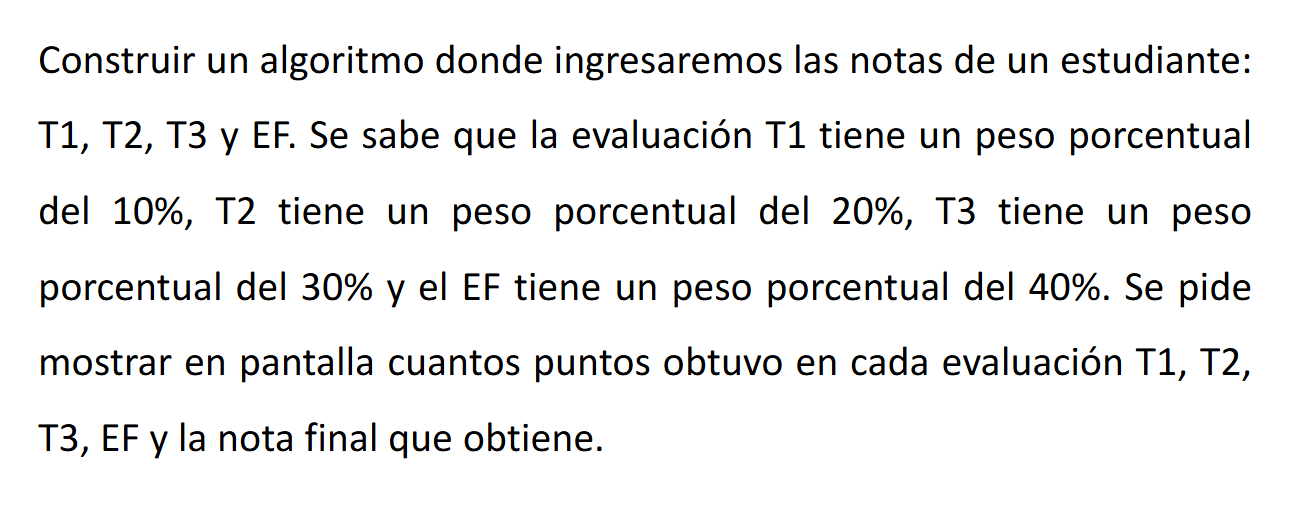 Construir un algoritmo donde ingresaremos las notas de un estudiante:
T1, T2, T3 y EF. Se sabe que la evaluación T1 tiene un peso porcentual
del 10%, T2 tiene un peso porcentual del 20%, T3 tiene un peso
porcentual del 30% y el EF tiene un peso porcentual del 40%. Se pide
mostrar en pantalla cuantos puntos obtuvo en cada evaluación T1, T2,
T3, EF y la nota final que obtiene.